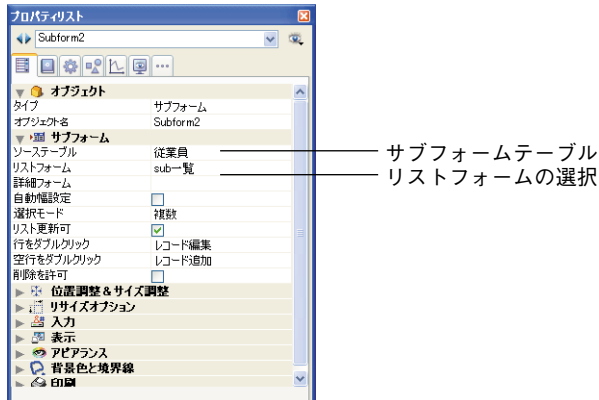 プロパティリスト
Subform2
オブジェクト
タイプ サブフォーム
オブジェクト名 Subform2
サブフォーム
ソーステーブル 従業員
リストフォーム sub一覧
詳細フォーム
自動幅設定
選択モード 複数
リスト更新可
行をダブルクリック レコード編集
空行をダブルクリック レコード追加
削除を許可
位置調整&サイズ調整
リサイズオプション
入力
表示
アピアランス
背景色と境界線
印刷
サブフォームテーブル
リストフォームの選択